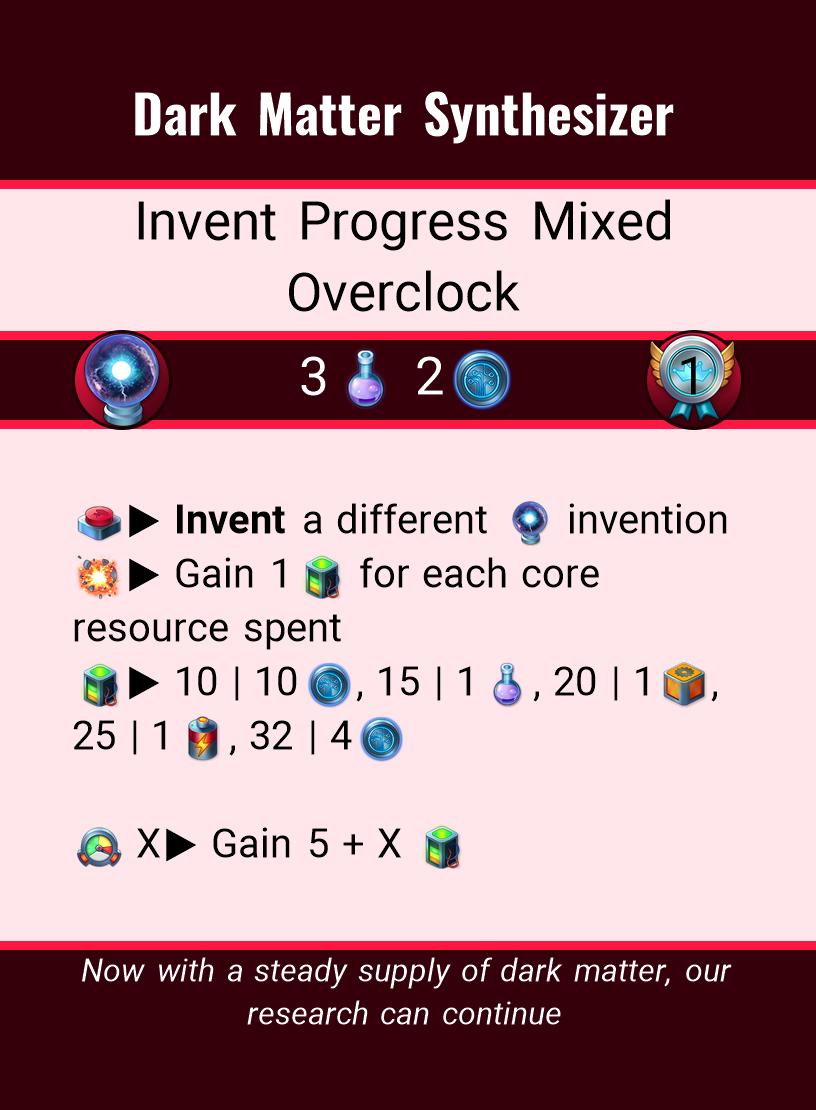 Dark Matter Synthesizer
Invent Progress Mixed
Overclock
3 2 1
▶ Invent a different invention
▶ Gain 1 for each core
resource spent
▶ 10 | 10 , 15 | 1 , 20 | 1 ,
25 | 1 , 32 | 4
X▶ Gain 5 + X
Now with a steady supply of dark matter, our
research can continue